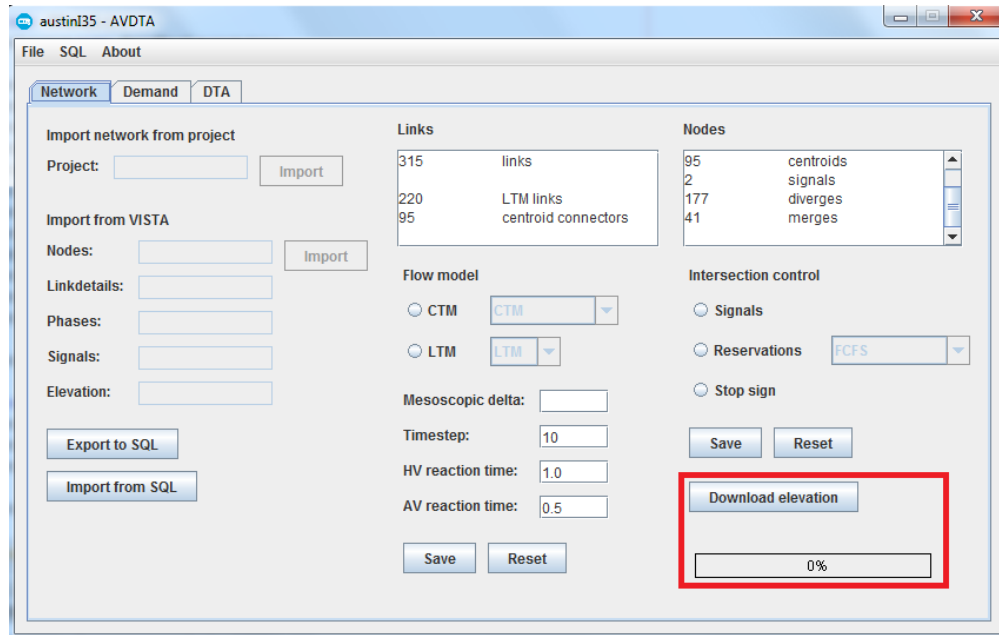 austinI35 - AVDTA
File SQL About
Network Demand DTA
Import network from project
Project: Import
Import from VISTA
Nodes: Import
Linkdetails:
Phases:
Signals:
Elevation:
Export to SQL
Import from SQL
Links
315 links
220 LTM links
95 centroid connectors
Flow model
CTM CTM
LTM LTM
Mesoscopic delta:
Timestep: 10
HV reaction time: 1.0
AV reaction time: 0.5
Save Reset
Nodes
95 centroids
2 signals
177 diverges
41 merges
Intersection control
Signals
Reservations FCFS
Stop sign
Save Reset
Download elevation
0%